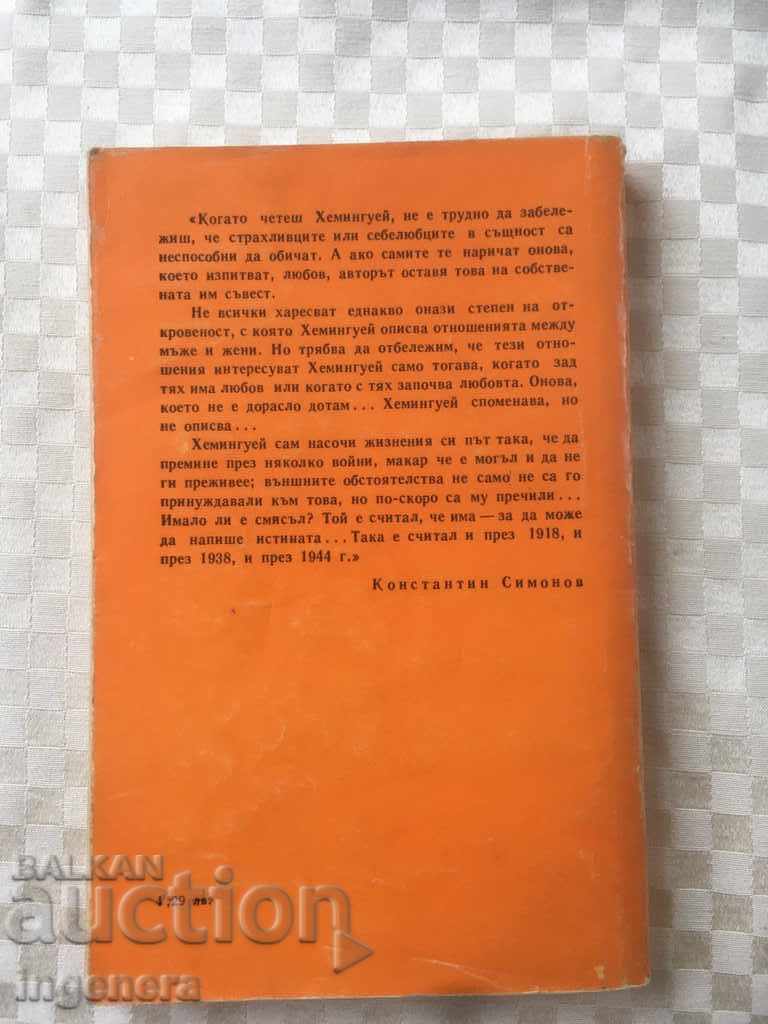 «Когато четеш Хемингуей, не е трудно да забеле-
жиш, че страхливците или себелюбците в същност са
неспособни да обичат. А ако самите те наричат онова,
което изпитват, любов, авторът оставя това на собстве-
ната им съвест.
Не всички харесват еднакво онази степен на от-
кровеност, с която Хемингуей описва отношенията между
мъже и жени. Но трябва да отбележим, че тези отно-
шения интересуват Хемингуей само тогава, когато зад
тях има любов или когато с тях започва любовта. Онова,
което не е дорасло дотам... Хемингуей споменава, но
не описва...
Хемингуей сам насочи жизнения си път така, че да
премине през няколко войни, макар че е могъл и да не
ги преживее; външните обстоятелства не само не са го
принуждавали към това, но по-скоро са му пречили...
Имало ли е смисъл? Той е считал, че има — за да може
да напише истината... Така е считал и през 1918, и
през 1938, и през 1944 г.»
Константин Симонов
BALKAN
auction
ingenera